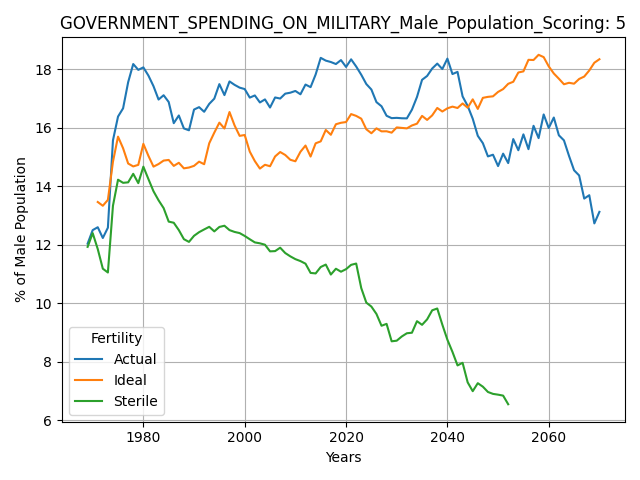 GOVERNMENT_SPENDING_ON_MILITARY_Male_Population_Scoring: 5
% of Male Population
18
16
14
12
10
8
6
Fertility
Actual
Ideal
Sterile
1980 2000 2020 2040 2060
Years